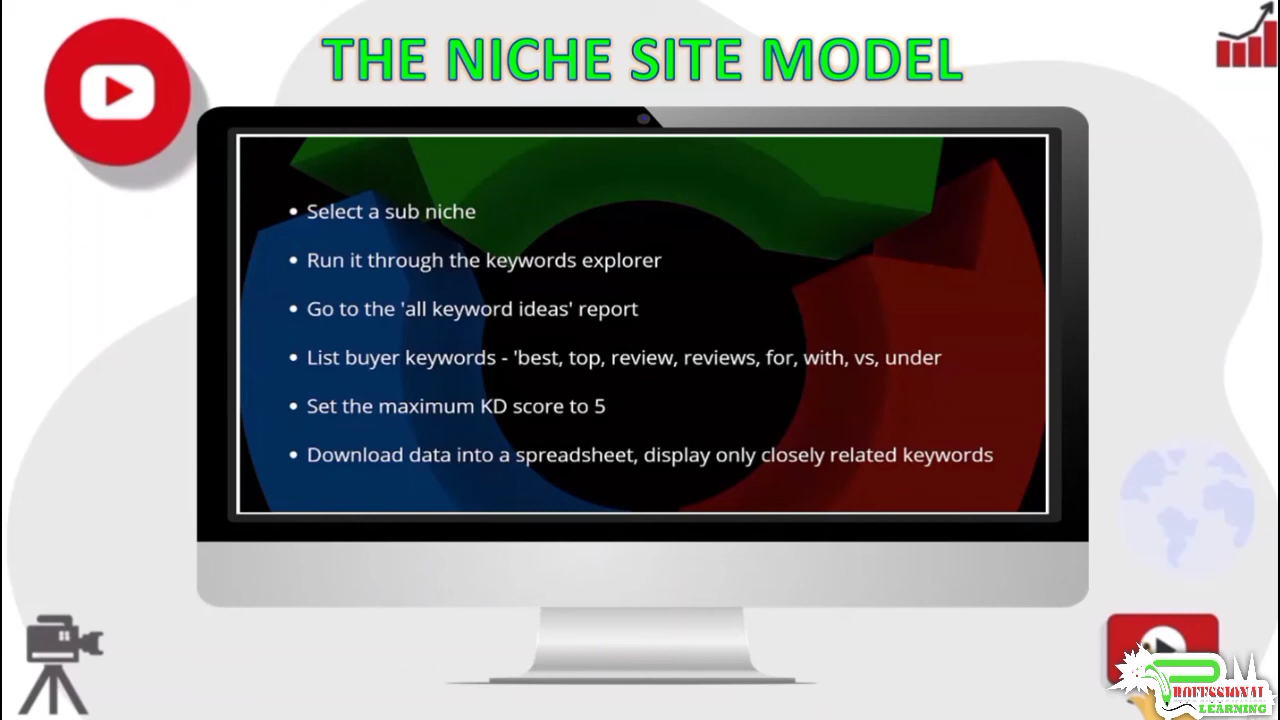 THE NICHE SITE MODEL
• Select a sub niche
• Run it through the keywords explorer
• Go to the 'all keyword ideas' report
• List buyer keywords - 'best, top, review, reviews, for, with, vs, under
• Set the maximum KD score to 5
• Download data into a spreadsheet, display only closely related keywords
PROFESSIONAL
LEARNING